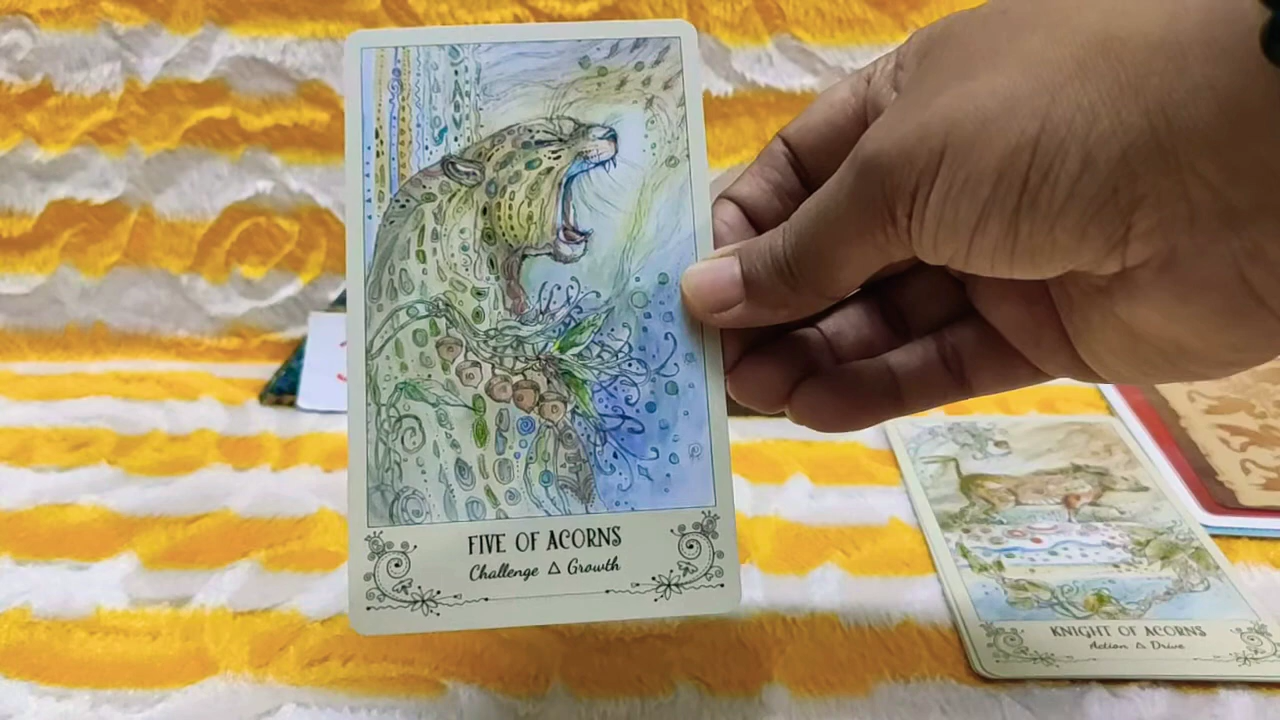 FIVE OF ACORNS
Challenge △ Growth
KNIGHT OF ACORNS
Action △ Drive